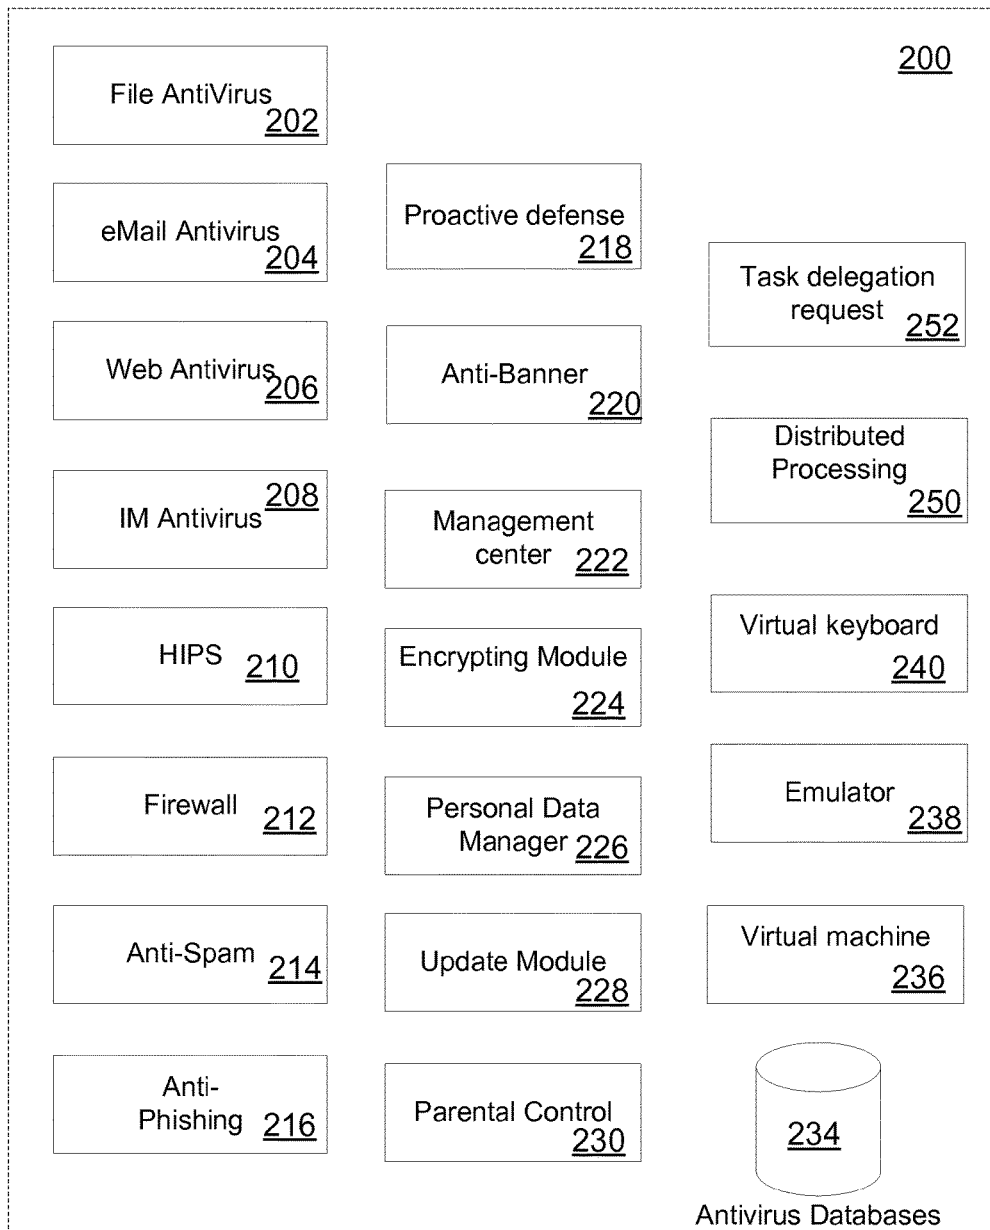 200
File AntiVirus
202
eMail Antivirus
204
Web Antivirus
206
IM Antivirus
208
HIPS
210
Firewall
212
Anti-Spam
214
Anti-
Phishing
216
Proactive defense
218
Anti-Banner
220
Management
center
222
Encrypting Module
224
Personal Data
Manager
226
Update Module
228
Parental Control
230
Task delegation
request
252
Distributed
Processing
250
Virtual keyboard
240
Emulator
238
Virtual machine
236
234
Antivirus Databases